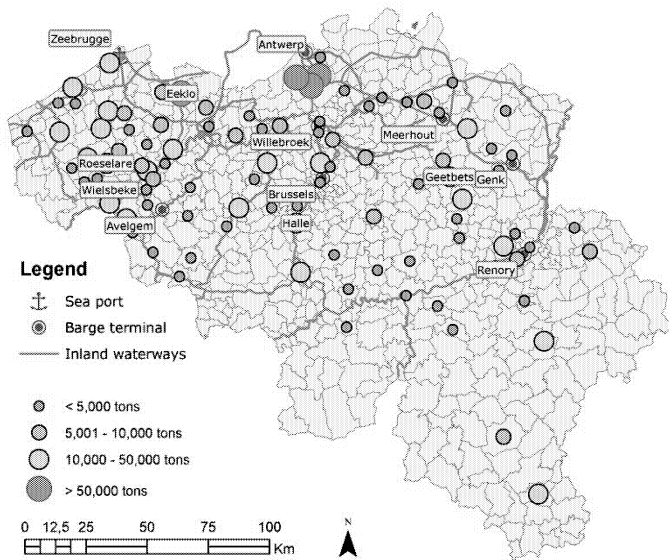 Zeebrugge
Antwerp
Eeklo
Meerhout
Willebroek
Roeselare
Geetbets
Genk
Wielsbeke
Brussels
Avelgem
Halle
Renory
Legend
Sea port
Barge terminal
Inland waterways
< 5,000 tons
5,001 - 10,000 tons
10,000 - 50,000 tons
> 50,000 tons
0 12,5 25 50 75 100
Km
N